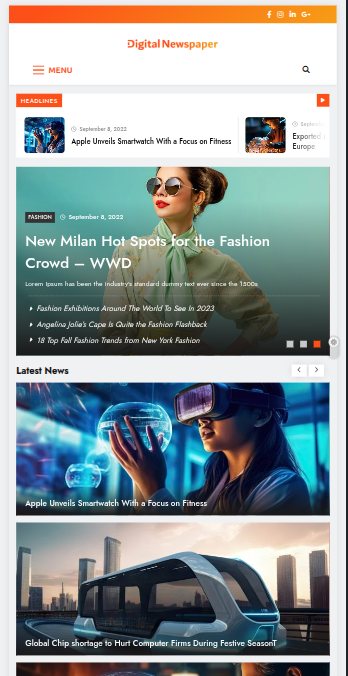 Digital Newspaper
MENU
HEADLINES
September 8, 2022
Apple Unveils Smartwatch With a Focus on Fitness
Exported
Europe
FASHION
September 8, 2022
New Milan Hot Spots for the Fashion
Crowd – WWD
Lorem Ipsum has been the industry's standard dummy text ever since the 1500s
Fashion Exhibitions Around The World To See In 2023
Angelina Jolie's Cape Is Quite the Fashion Flashback
18 Top Fall Fashion Trends from New York Fashion
Latest News
Apple Unveils Smartwatch With a Focus on Fitness
Global Chip shortage to Hurt Computer Firms During Festive SeasonT